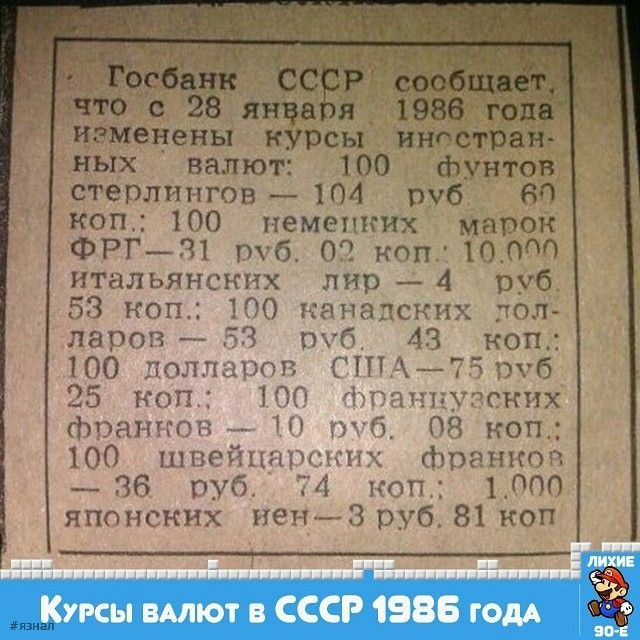 Госбанк СССР сообщает,
что с 28 января 1986 года
изменены курсы иностран-
ных валют: 100 фунтов
стерлингов — 104 руб 60
коп.; 100 немецких марок
ФРГ—31 руб. 02 коп.: 10.000
итальянских лир — 4 руб
53 коп.: 100 канадских дол-
ларов — 53 руб. 43 коп.:
100 долларов США—75 руб
25 коп.: 100 французских
франков — 10 руб. 08 коп.;
100 швейцарских франков
— 36 руб. 74 коп.; 1.000
японских иен—3 руб. 81 коп
Курсы валют в СССР 1986 года
#язнал
ЛИХИЕ
90-Е